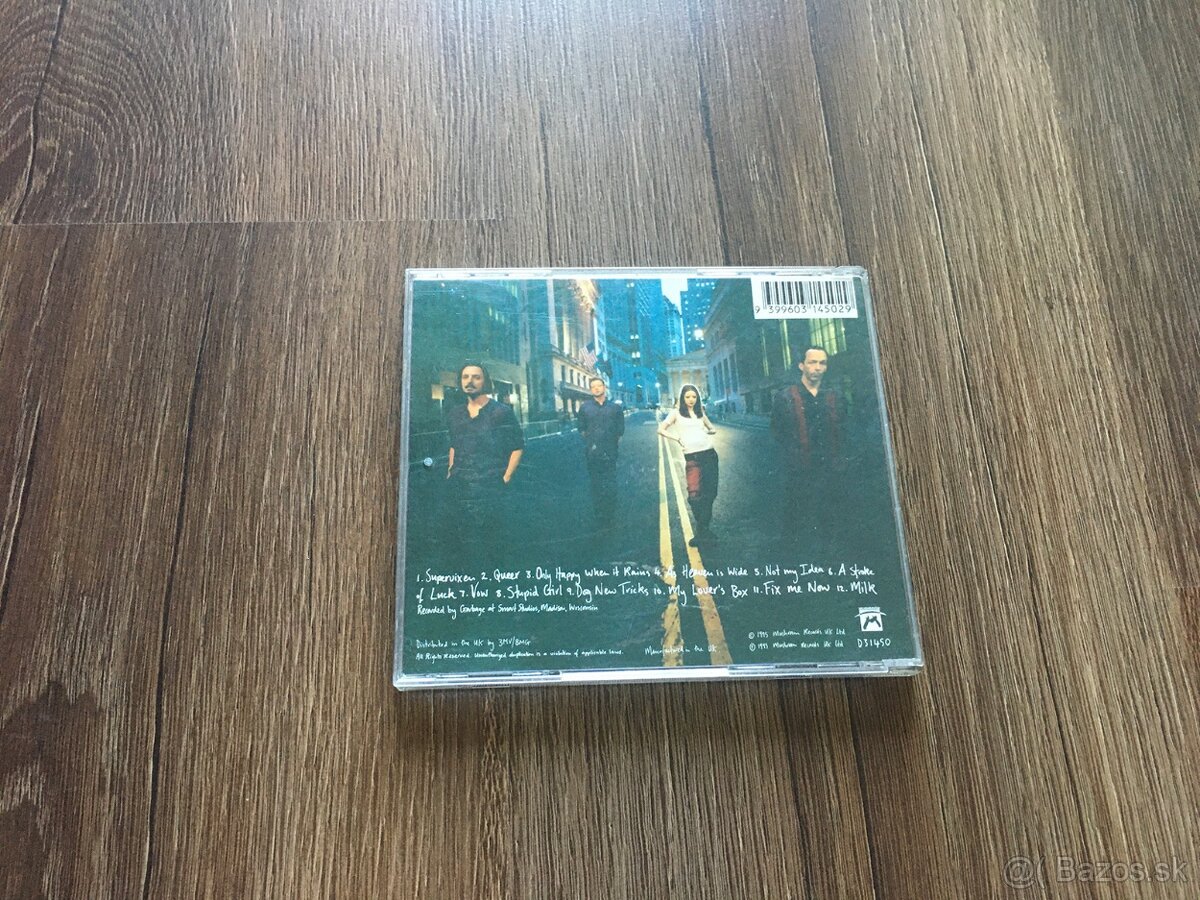 9 399603 145029
1. Supervixen 2. Queer 3. Only Happy When it Rains 4. As Heaven is Wide 5. Not my Idea 6. A Stroke
of Luck 7. Vow 8. Stupid Girl 9. Dog New Tricks 10. My Lover's Box 11. Fix me Now 12. Milk
Recorded by Garbage at Smart Studios, Madison, Wisconsin
Distributed in the UK by 3MV/BMG
© 1995 Mushroom Records UK Ltd
All Rights Reserved. Unauthorized duplication is a violation of applicable laws.
Manufactured in the UK
© 1995 Mushroom Records UK Ltd
D31450
@( Bazos.sk